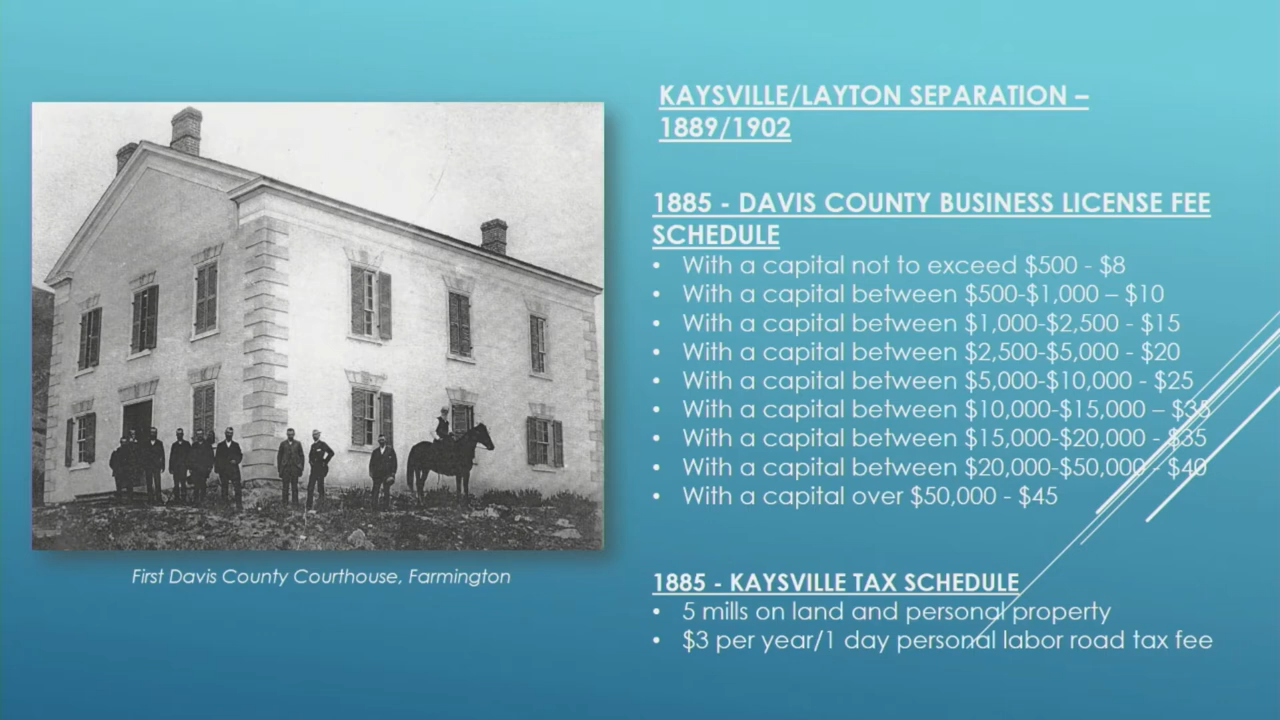 KAYSVILLE/LAYTON SEPARATION –
1889/1902
1885 - DAVIS COUNTY BUSINESS LICENSE FEE
SCHEDULE
• With a capital not to exceed $500 - $8
• With a capital between $500-$1,000 – $10
• With a capital between $1,000-$2,500 - $15
• With a capital between $2,500-$5,000 - $20
• With a capital between $5,000-$10,000 - $25
• With a capital between $10,000-$15,000 – $35
• With a capital between $15,000-$20,000 - $35
• With a capital between $20,000-$50,000 - $40
• With a capital over $50,000 - $45
1885 - KAYSVILLE TAX SCHEDULE
• 5 mills on land and personal property
• $3 per year/1 day personal labor road tax fee
First Davis County Courthouse, Farmington